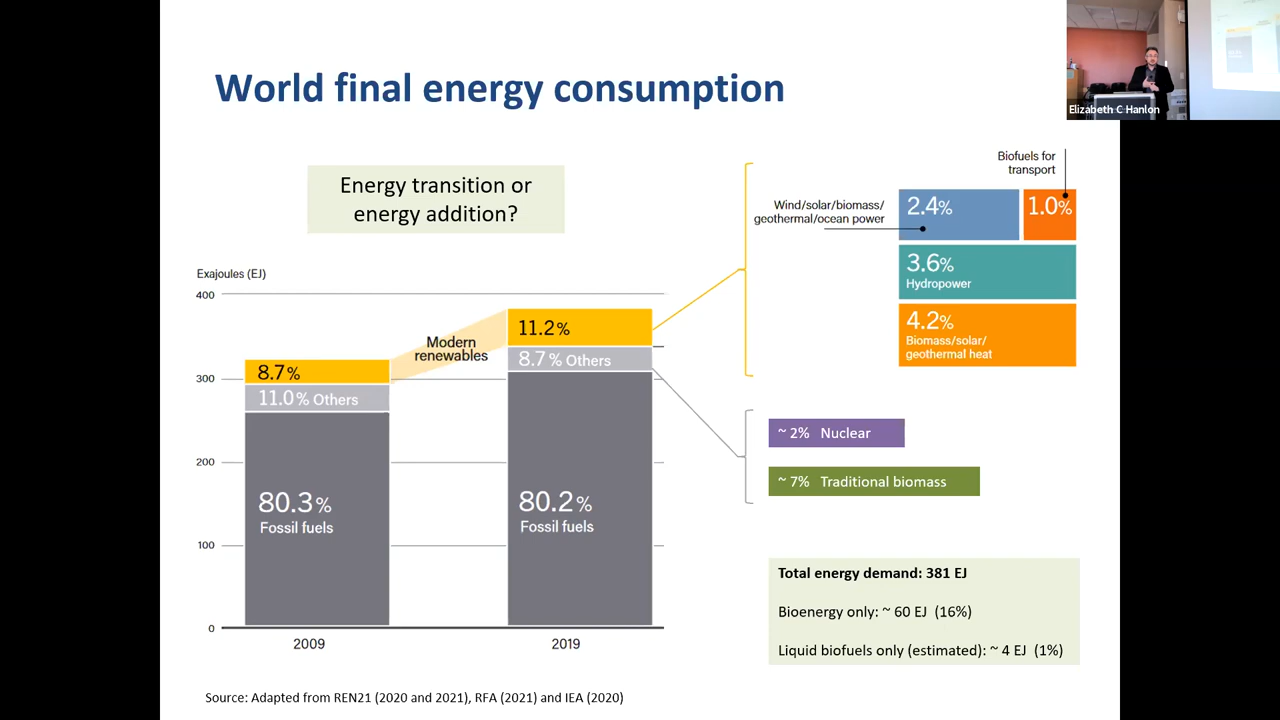 World final energy consumption
Elizabeth C Hanlon
Energy transition or
energy addition?
Exajoules (EJ)
400
300
200
100
0
8.7%
11.0% Others
80.3%
Fossil fuels
2009
Modern
renewables
11.2%
8.7% Others
80.2%
Fossil fuels
2019
Biofuels for
transport
Wind/solar/biomass/
geothermal/ocean power
2.4%
1.0%
3.6%
Hydropower
4.2%
Biomass/solar/
geothermal heat
~ 2% Nuclear
~ 7% Traditional biomass
Total energy demand: 381 EJ
Bioenergy only: ~ 60 EJ (16%)
Liquid biofuels only (estimated): ~ 4 EJ (1%)
Source: Adapted from REN21 (2020 and 2021), RFA (2021) and IEA (2020)